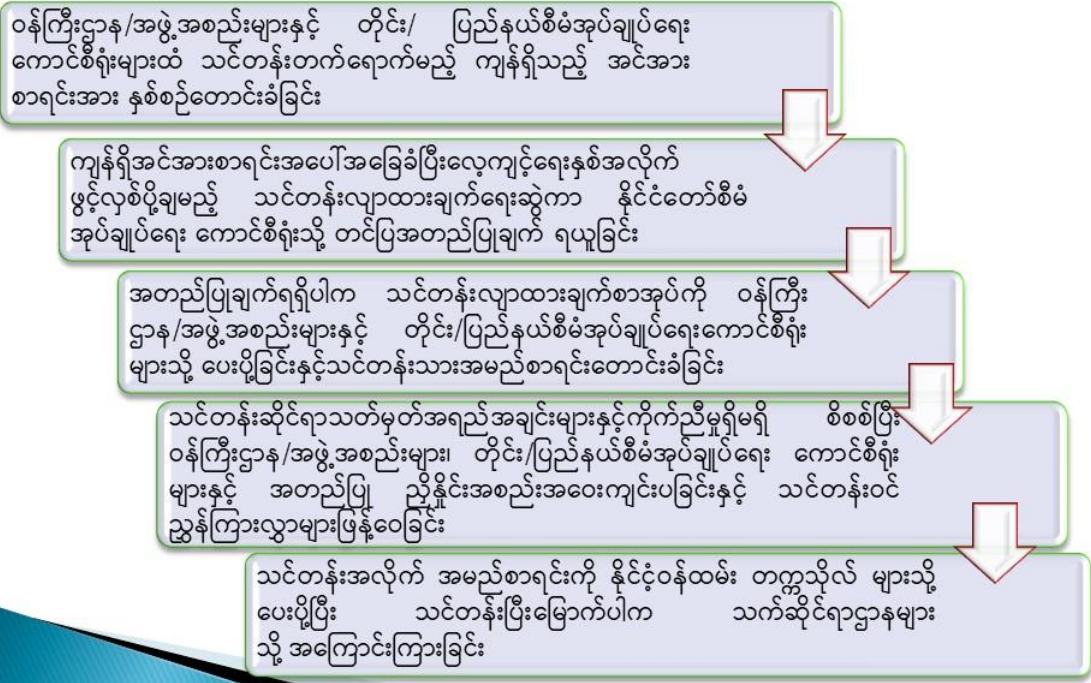 ဝန်ကြီးဌာန/အဖွဲ့အစည်းများနှင့် တိုင်း/ ပြည်နယ်စီမံအုပ်ချုပ်ရေး
ကောင်စီရုံးများထံ သင်တန်းတက်ရောက်မည့် ကျန်ရှိသည့် အင်အား
စာရင်းအား နှစ်စဉ်တောင်းခံခြင်း
ကျန်ရှိအင်အားစာရင်းအပေါ်အခြေခံပြီးလေ့ကျင့်ရေးနှစ်အလိုက်
ဖွင့်လှစ်ပို့ချမည့် သင်တန်းလျာထားချက်ရေးဆွဲကာ နိုင်ငံတော်စီမံ
အုပ်ချုပ်ရေး ကောင်စီရုံးသို့ တင်ပြအတည်ပြုချက် ရယူခြင်း
အတည်ပြုချက်ရရှိပါက သင်တန်းလျာထားချက်စာအုပ်ကို ဝန်ကြီး
ဌာန/အဖွဲ့အစည်းများနှင့် တိုင်း/ပြည်နယ်စီမံအုပ်ချုပ်ရေးကောင်စီရုံး
များသို့ ပေးပို့ခြင်းနှင့်သင်တန်းသားအမည်စာရင်းတောင်းခံခြင်း
သင်တန်းဆိုင်ရာသတ်မှတ်အရည်အချင်းများနှင့်ကိုက်ညီမှုရှိမရှိ စိစစ်ပြီး
ဝန်ကြီးဌာန/အဖွဲ့အစည်းများ၊ တိုင်း/ပြည်နယ်စီမံအုပ်ချုပ်ရေး ကောင်စီရုံး
များနှင့် အတည်ပြု ညှိနှိုင်းအစည်းအဝေးကျင်းပခြင်းနှင့် သင်တန်းဝင်
ညွှန်ကြားလွှာများဖြန့်ဝေခြင်း
သင်တန်းအလိုက် အမည်စာရင်းကို နိုင်ငံ့ဝန်ထမ်း တက္ကသိုလ် များသို့
ပေးပို့ပြီး သင်တန်းပြီးမြောက်ပါက သက်ဆိုင်ရာဌာနများ
သို့ အကြောင်းကြားခြင်း